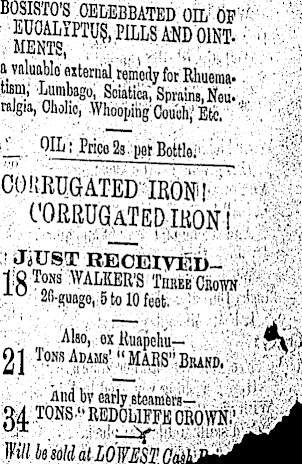 BOSISTO'S CELEBBATED OIL OF
EUCALYPTUS, PILLS AND OINT-
MENTS,
a valuable external remedy for Rhuema-
tism, Lumbago, Sciatica, Sprains, Neu-
ralgia, Cholic, Whooping Couch, Etc.
OIL: Price 2s. per Bottle.
CORRUGATED IRON!
CORRUGATED IRON!
JUST RECEIVED—
18 TONS WALKER'S THREE CROWN
26-guage, 5 to 10 feet.
Also, ex Ruapehu—
21 TONS ADAMS' "MARS" BRAND.
And by early steamers—
34 TONS "REDCLIFFE CROWN."
Will be sold at LOWEST Cash